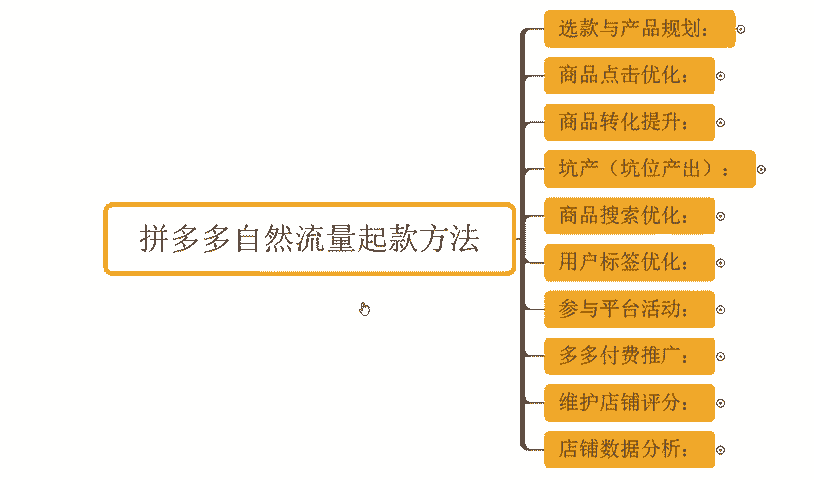 拼多多自然流量起款方法
选款与产品规划：
商品点击优化：
商品转化提升：
坑产（坑位产出）：
商品搜索优化：
用户标签优化：
参与平台活动：
多多付费推广：
维护店铺评分：
店铺数据分析：